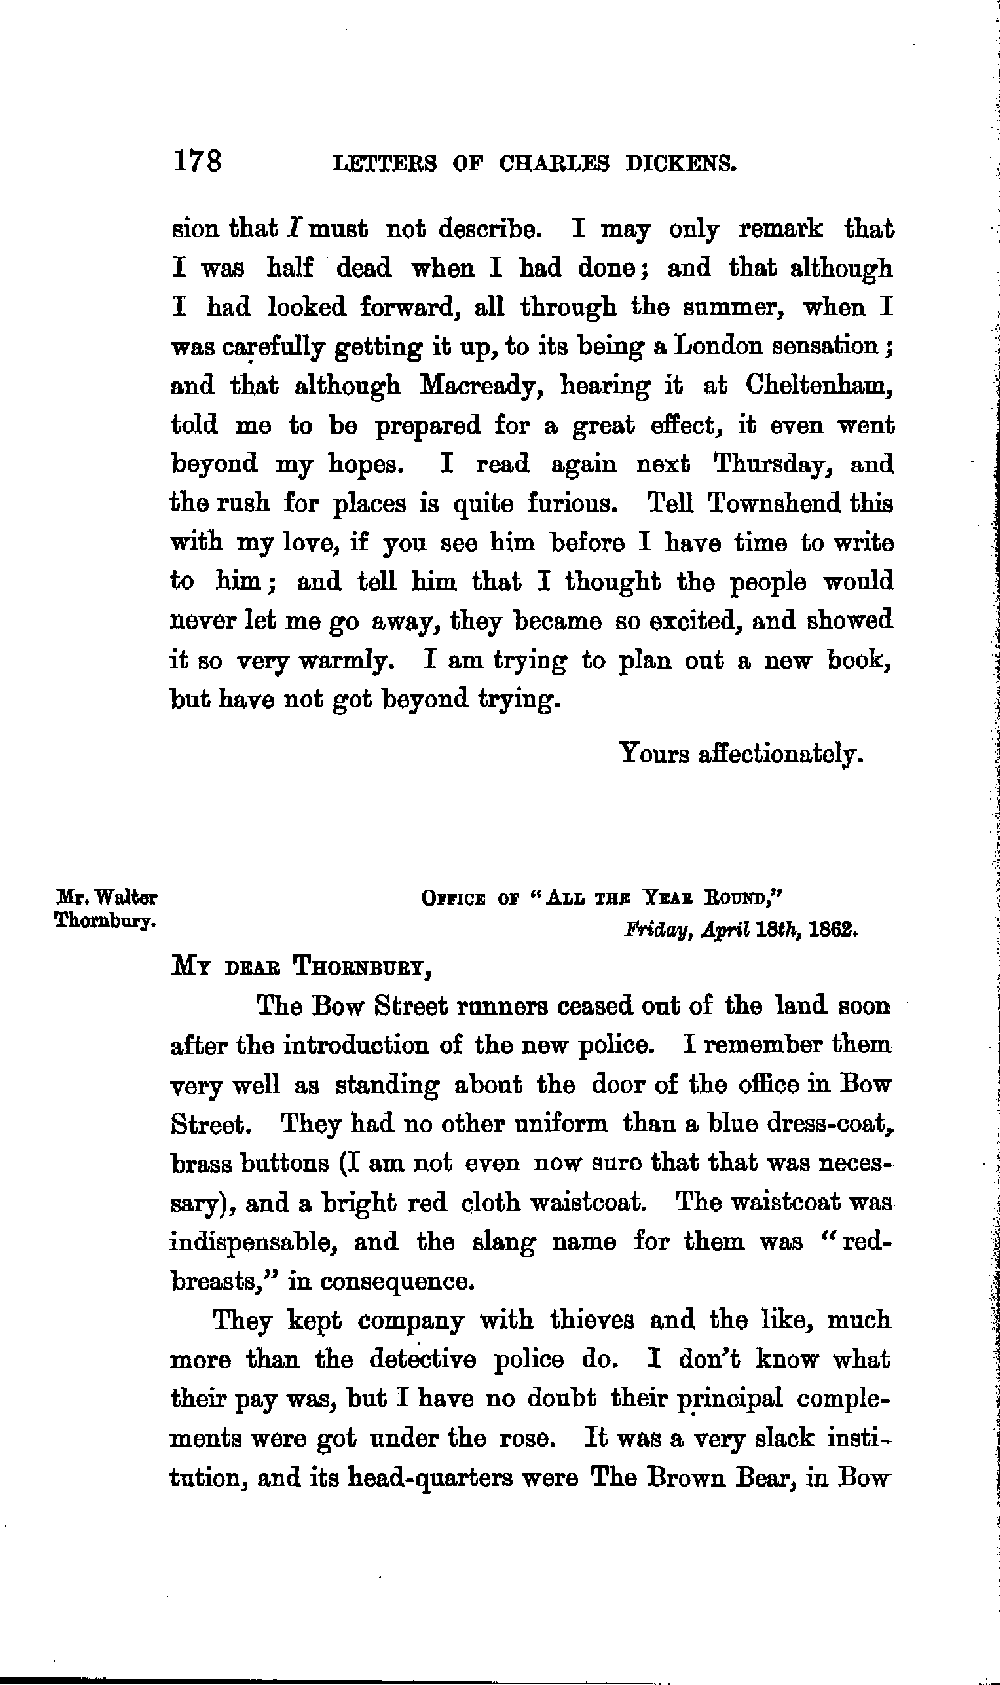 178 LETTERS OF CHARLES DICKENS.
sion that I must not describe. I may only remark that
I was half dead when I had done; and that although
I had looked forward, all through the summer, when I
was carefully getting it up, to its being a London sensation;
and that although Macready, hearing it at Cheltenham,
told me to be prepared for a great effect, it even went
beyond my hopes. I read again next Thursday, and
the rush for places is quite furious. Tell Townshend this
with my love, if you see him before I have time to write
to him; and tell him that I thought the people would
never let me go away, they became so excited, and showed
it so very warmly. I am trying to plan out a new book,
but have not got beyond trying.
Yours affectionately.
Mr. Walter
Thornbury.
OFFICE OF "ALL THE YEAR ROUND,"
Friday, April 18th, 1862.
MY DEAR THORNBURY,
The Bow Street runners ceased out of the land soon
after the introduction of the new police. I remember them
very well as standing about the door of the office in Bow
Street. They had no other uniform than a blue dress-coat,
brass buttons (I am not even now sure that that was neces-
sary), and a bright red cloth waistcoat. The waistcoat was
indispensable, and the slang name for them was "red-
breasts," in consequence.
They kept company with thieves and the like, much
more than the detective police do. I don't know what
their pay was, but I have no doubt their principal comple-
ments were got under the rose. It was a very slack insti-
tution, and its head-quarters were The Brown Bear, in Bow